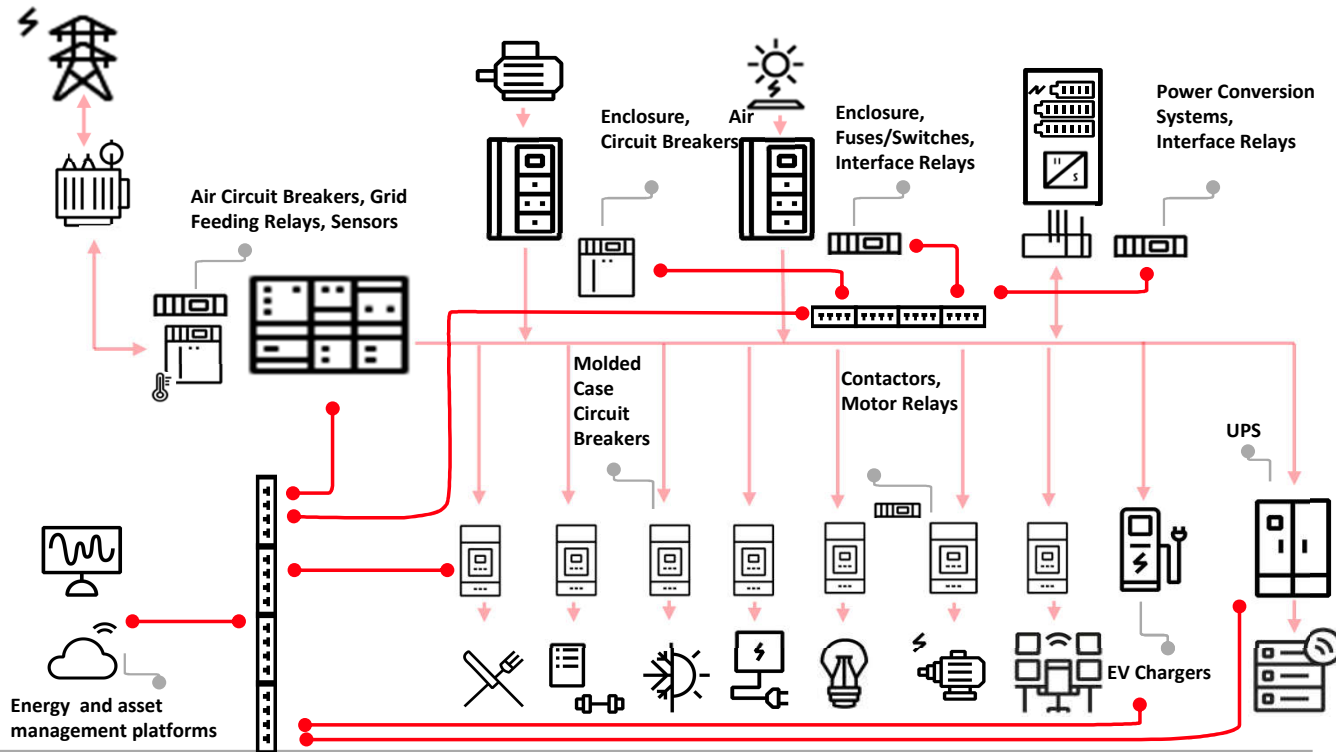 Enclosure, Air
Circuit Breakers
Enclosure,
Fuses/Switches,
Interface Relays
Power Conversion
Systems,
Interface Relays
Air Circuit Breakers, Grid
Feeding Relays, Sensors
Molded
Case
Circuit
Breakers
Contactors,
Motor Relays
UPS
EV Chargers
Energy and asset
management platforms